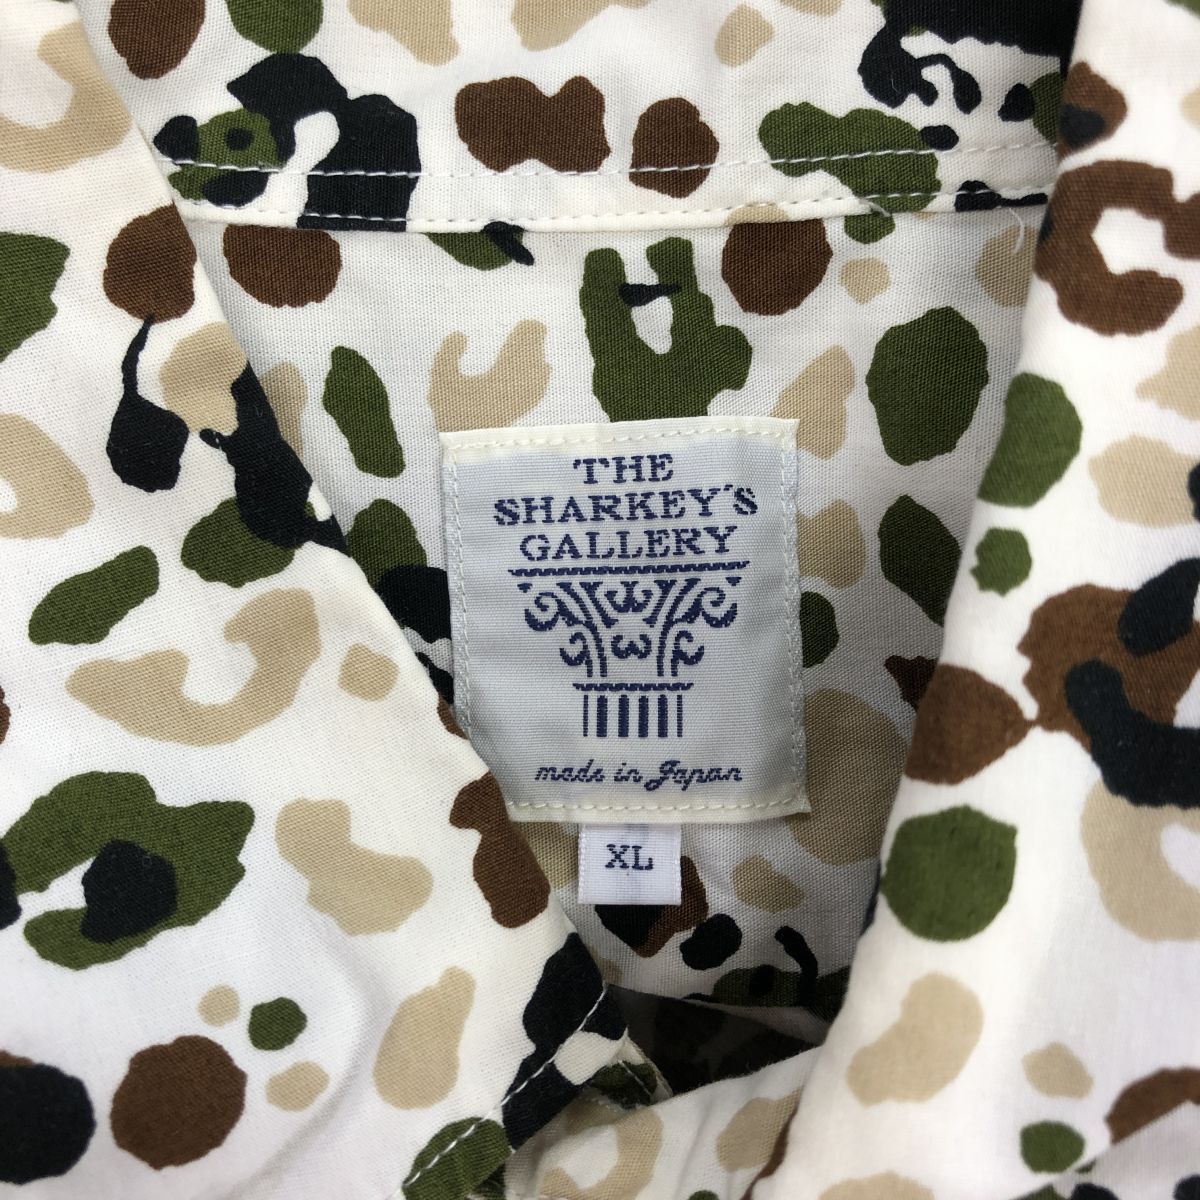 THE
SHARKEY'S
GALLERY
made in Japan
XL